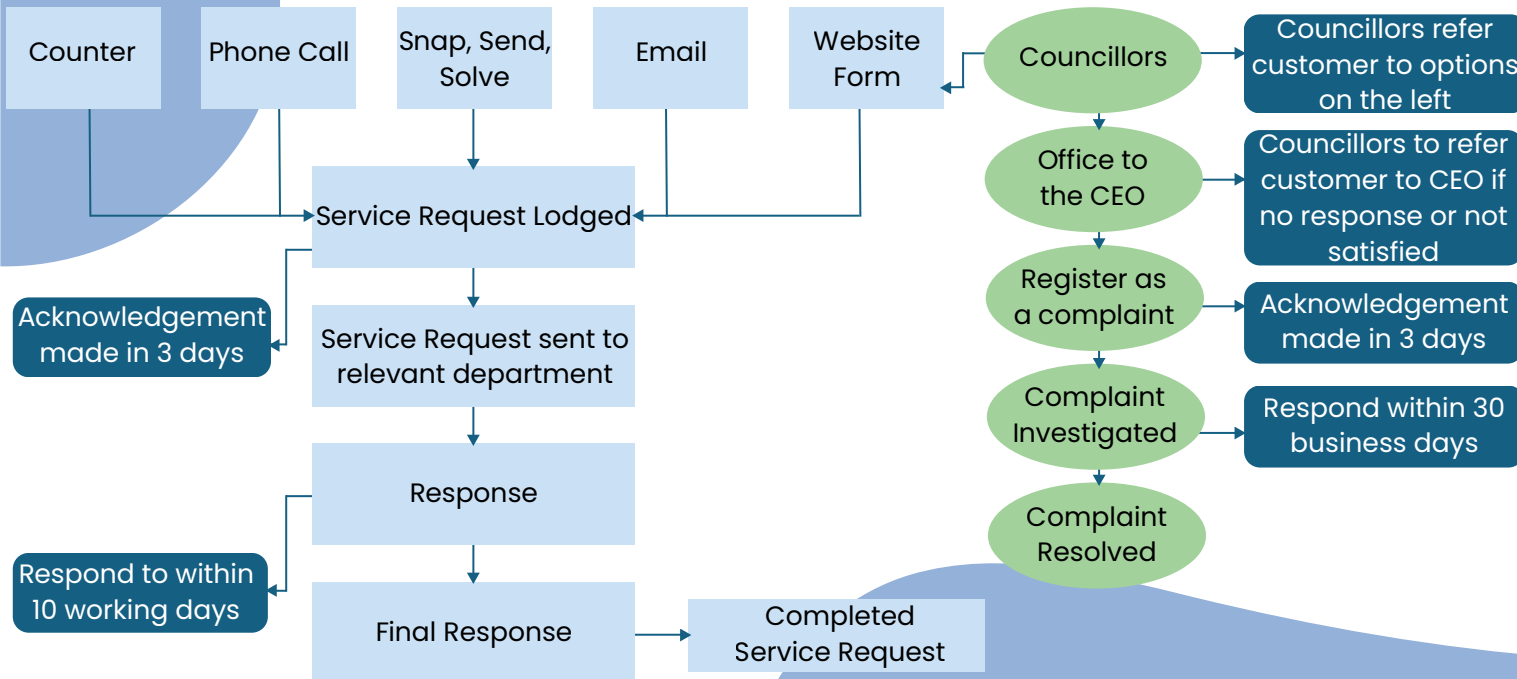 Counter
Phone Call
Snap, Send,
Solve
Email
Website
Form
Councillors
Councillors refer
customer to options
on the left
Office to
the CEO
Councillors to refer
customer to CEO if
no response or not
satisfied
Service Request Lodged
Register as
a complaint
Acknowledgement
made in 3 days
Acknowledgement
made in 3 days
Service Request sent to
relevant department
Complaint
Investigated
Respond within 30
business days
Response
Complaint
Resolved
Respond to within
10 working days
Final Response
Completed
Service Request